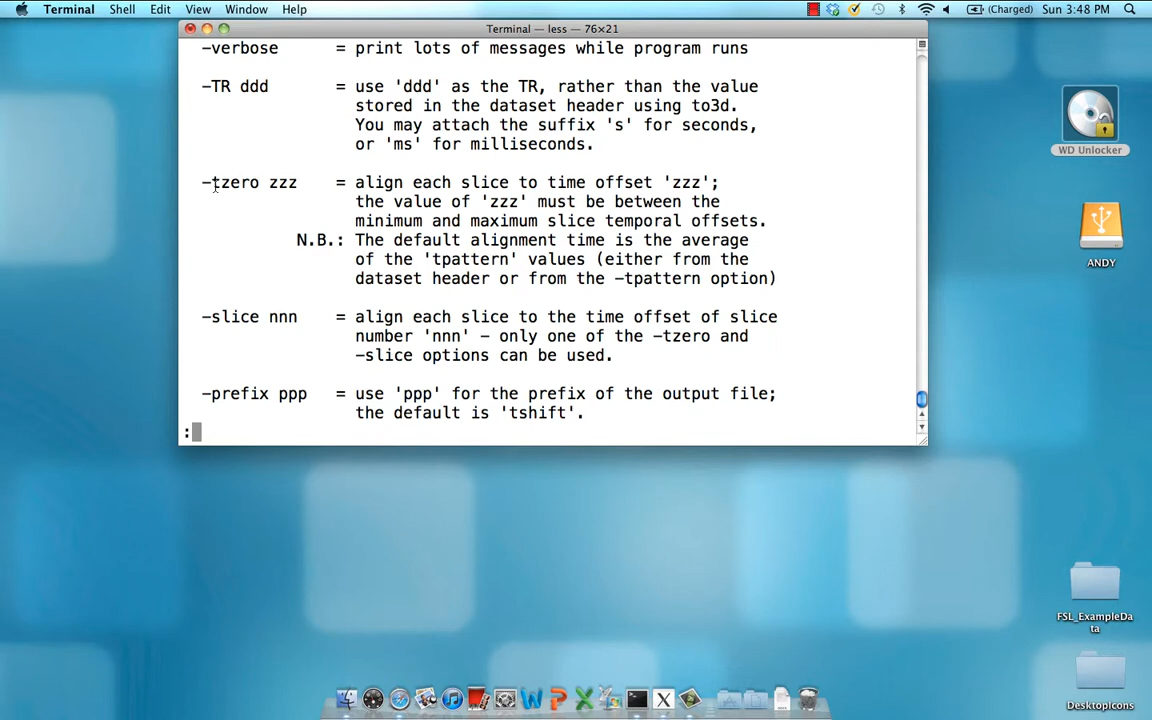 Terminal Shell Edit View Window Help (Charged) Sun 3:48 PM
Terminal — less — 76×21
-verbose = print lots of messages while program runs
-TR ddd = use 'ddd' as the TR, rather than the value
stored in the dataset header using to3d.
You may attach the suffix 's' for seconds,
or 'ms' for milliseconds.
-tzero zzz = align each slice to time offset 'zzz';
the value of 'zzz' must be between the
minimum and maximum slice temporal offsets.
N.B.: The default alignment time is the average
of the 'tpattern' values (either from the
dataset header or from the -tpattern option)
-slice nnn = align each slice to the time offset of slice
number 'nnn' - only one of the -tzero and
-slice options can be used.
-prefix ppp = use 'ppp' for the prefix of the output file;
the default is 'tshift'.
:
WD Unlocker
ANDY
FSL_ExampleDa
ta
DesktopIcons